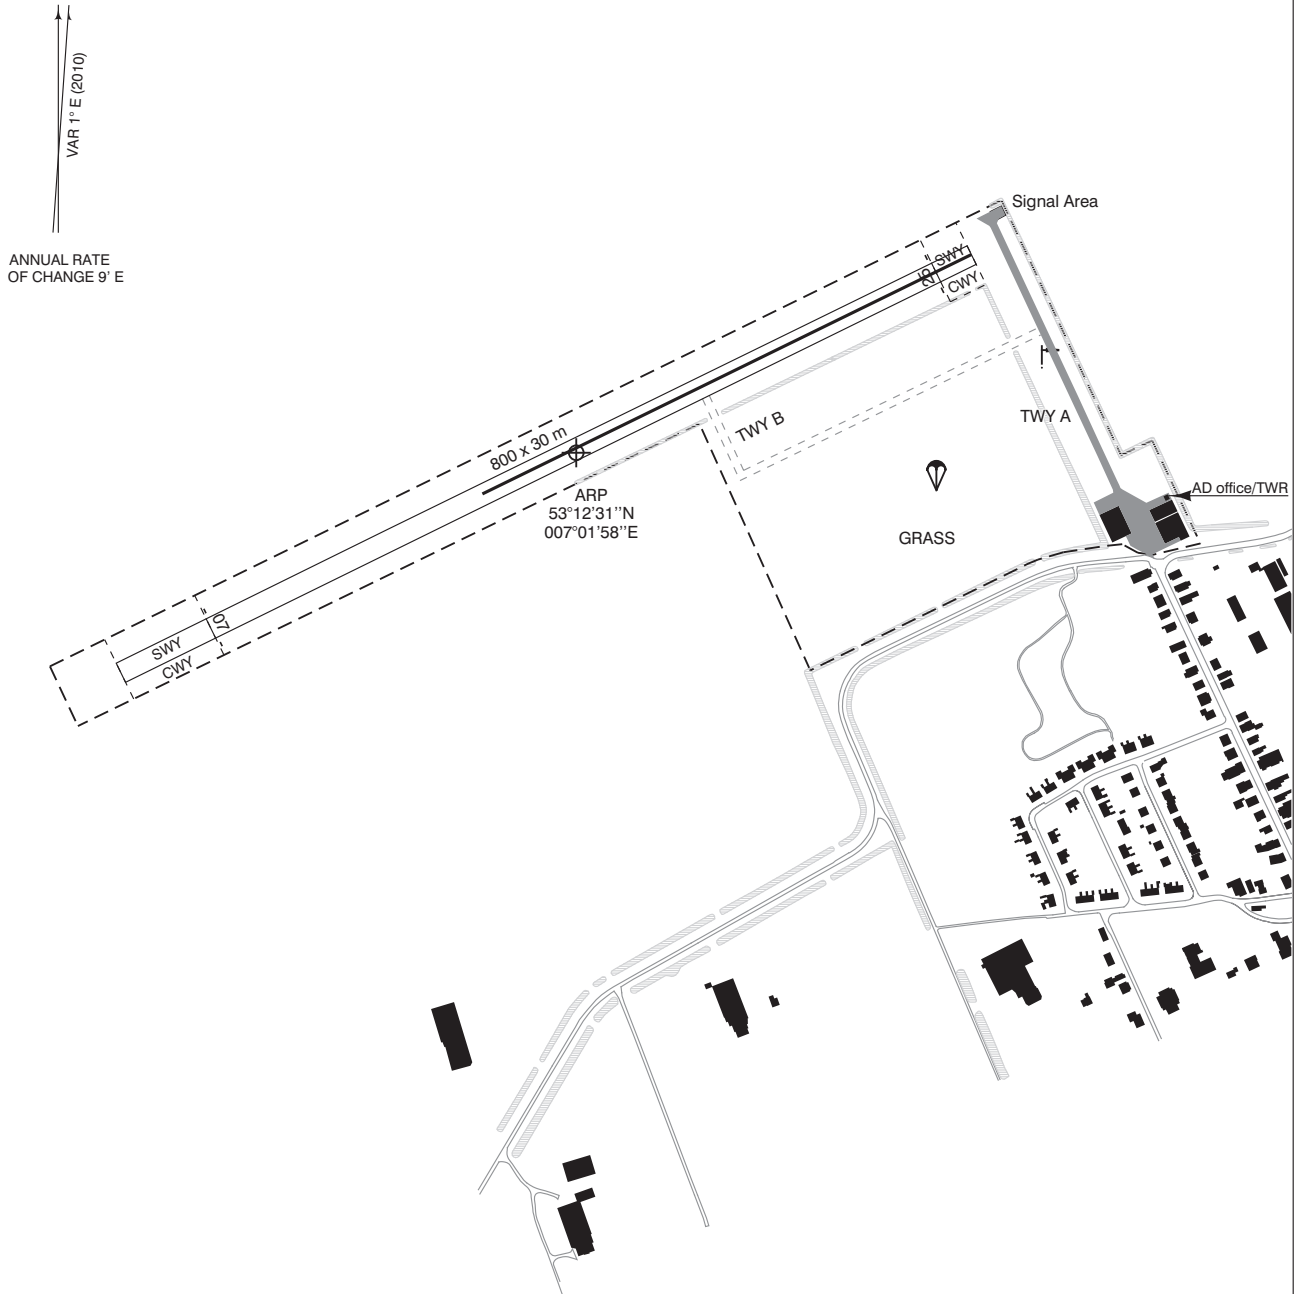 VAR 1° E (2010)
ANNUAL RATE
OF CHANGE 9' E
Signal Area
SWY
25
CWY
TWY B
TWY A
800 x 30 m
ARP
53°12'31''N
007°01'58''E
AD office/TWR
GRASS
07
SWY
CWY